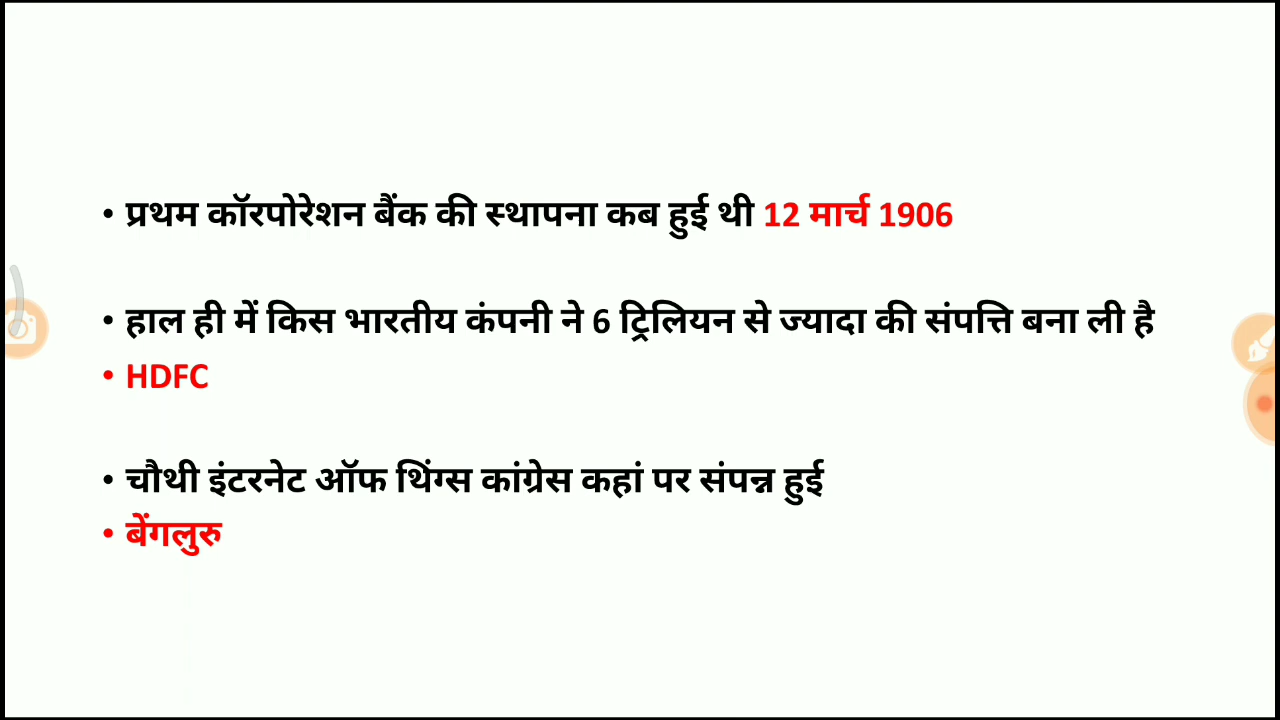 • प्रथम कॉरपोरेशन बैंक की स्थापना कब हुई थी 12 मार्च 1906
• हाल ही में किस भारतीय कंपनी ने 6 ट्रिलियन से ज्यादा की संपत्ति बना ली है
• HDFC
• चौथी इंटरनेट ऑफ थिंग्स कांग्रेस कहां पर संपन्न हुई
• बेंगलुरु